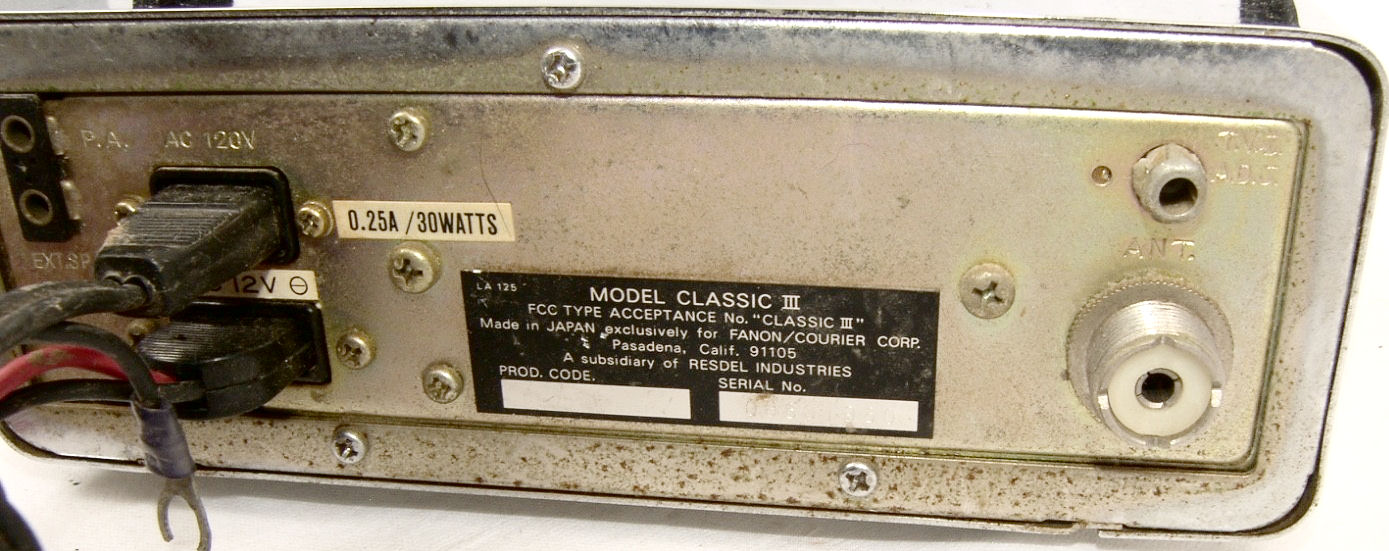 P.A. AC 120V
0.25A /30WATTS
EXT.SP
12V ⊖
ANT.
LA 125
MODEL CLASSIC III
FCC TYPE ACCEPTANCE No. "CLASSIC III"
Made in JAPAN exclusively for FANON/COURIER CORP.
Pasadena, Calif. 91105
A subsidiary of RESDEL INDUSTRIES
PROD. CODE. SERIAL No.